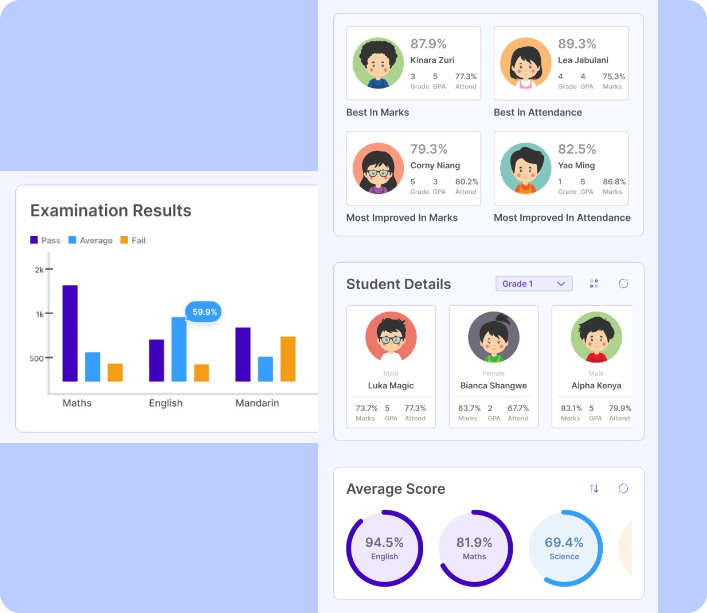 Examination Results
Pass Average Fail
2k
1k
500
59.9%
Maths English Mandarin
87.9%
Kinara Zuri
3 5 77.3%
Grade GPA Attend
Best In Marks
89.3%
Lea Jabulani
4 4 75.3%
Grade GPA Marks
Best In Attendance
79.3%
Corny Niang
5 3 80.2%
Grade GPA Attend
Most Improved In Marks
82.5%
Yao Ming
1 5 86.8%
Grade GPA Marks
Most Improved In Attendance
Student Details
Grade 1
Male
Luka Magic
73.7% 5 77.3%
Marks GPA Attend
Female
Bianca Shangwe
63.7% 2 67.7%
Marks GPA Attend
Male
Alpha Kenya
83.1% 5 79.9%
Marks GPA Attend
Average Score
94.5%
English
81.9%
Maths
69.4%
Science